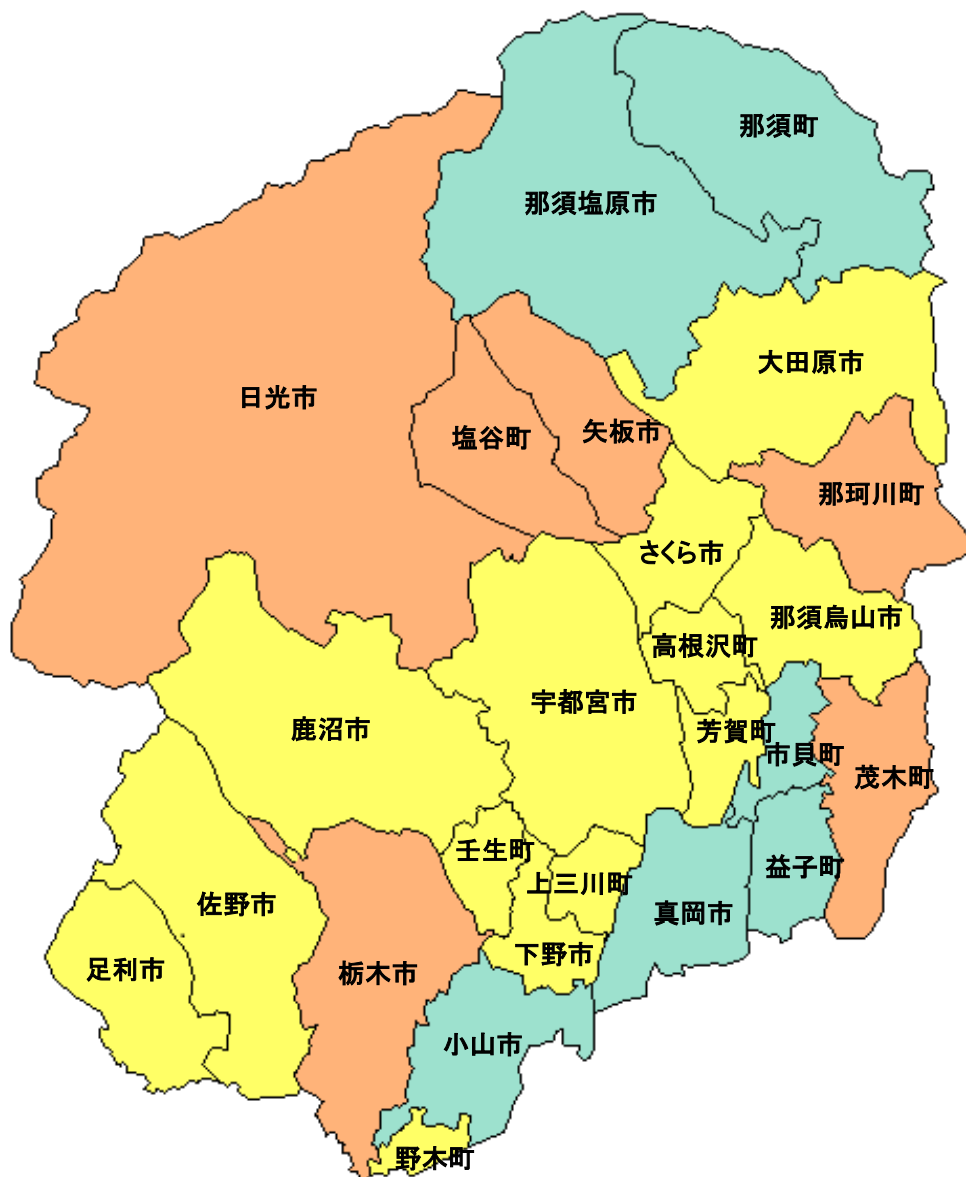 那須町
那須塩原市
大田原市
日光市
塩谷町
矢板市
那珂川町
さくら市
那須烏山市
高根沢町
宇都宮市
鹿沼市
芳賀町
市貝町
茂木町
壬生町
上三川町
益子町
佐野市
真岡市
下野市
足利市
栃木市
小山市
野木町